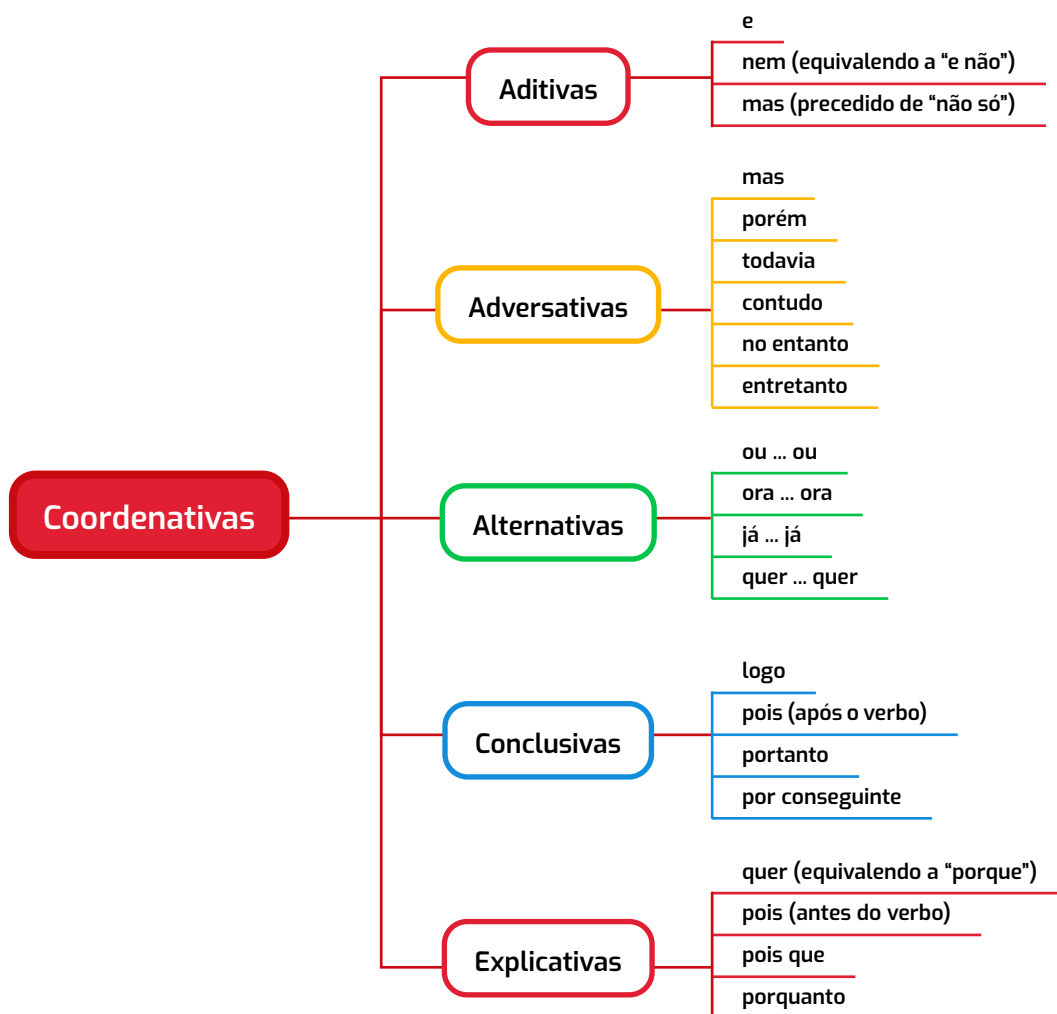 Coordenativas
Aditivas
e
nem (equivalendo a “e não”)
mas (precedido de “não só”)
Adversativas
mas
porém
todavia
contudo
no entanto
entretanto
Alternativas
ou ... ou
ora ... ora
já ... já
quer ... quer
Conclusivas
logo
pois (após o verbo)
portanto
por conseguinte
Explicativas
quer (equivalendo a “porque”)
pois (antes do verbo)
pois que
porquanto